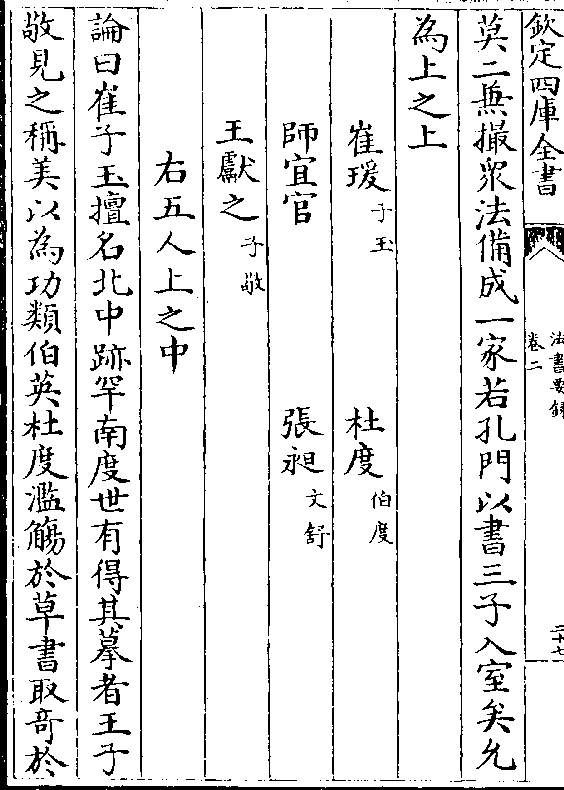 欽定四庫全書
法書要録
卷二
二十七
莫二兼撮衆法備成一家若孔門以書三子入室矣允
為上之上
崔瑗子玉
杜度伯度
師宜官
張昶文舒
王獻之子敬
右五人上之中
論曰崔子玉擅名北中跡罕南度世有得其摹者王子
敬見之稱美以為功類伯英杜度濫觴於草書取奇於